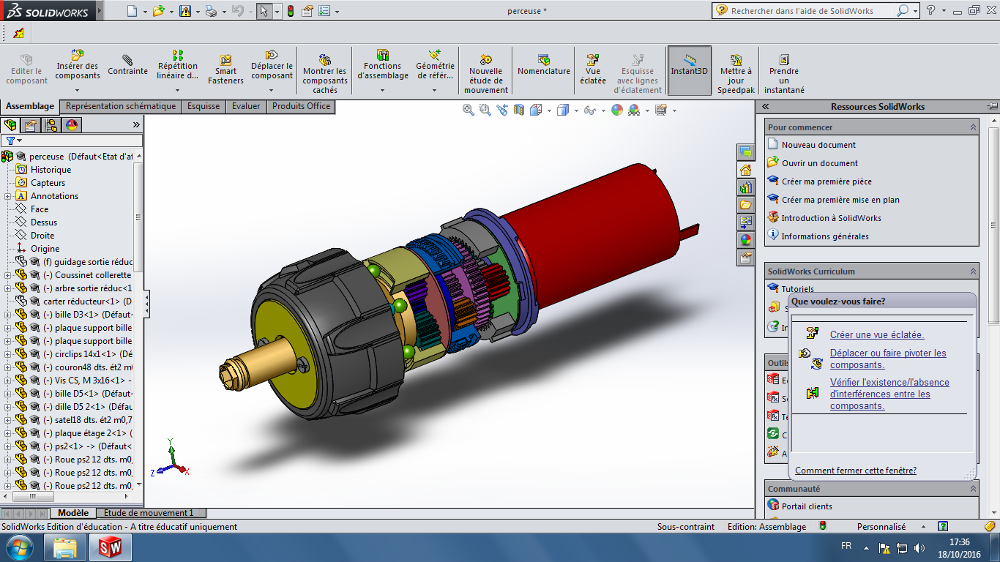 SOLIDWORKS
perceuse *
Rechercher dans l'aide de SolidWorks
Editer le
composant
Insérer des
composants
Contrainte
Répétition
linéaire d...
Smart
Fasteners
Déplacer le
composant
Montrer les
composants
cachés
Fonctions
d'assemblage
Géométrie
de référ...
Nouvelle
étude de
mouvement
Nomenclature
Vue
éclatée
Esquisse
avec lignes
d'éclatement
Instant3D
Mettre à
jour
Speedpak
Prendre
un
instantané
Assemblage
Représentation schématique
Esquisse
Evaluer
Produits Office
perceuse (Défaut<Etat d'af
Historique
Capteurs
Annotations
Face
Dessus
Droite
Origine
(f) guidage sortie réduc
(-) Coussinet collerette
(-) arbre sortie réduc<1
carter réducteur<1> (D
(-) bille D3<1> (Défaut‹
(-) plaque support bille
(-) plaque support bille
(-) circlips 14x1<1> (Dé
(-) couron48 dts. ét2 m0
(-) Vis CS, M 3x16<1> -
(-) bille D5<1> (Défaut‹
(-) dille D5 2<1> (Défau
(-) satel18 dts. ét2 m0,7
(-) plaque étage 2<1> (
(-) ps2<1> -> (Défaut<
(-) Roue ps2 12 dts. m0,
(-) Roue ps2 12 dts. m0,
(-) Roue ps2 12 dts. m0,
Y
Z
X
Ressources SolidWorks
Pour commencer
Nouveau document
Ouvrir un document
Créer ma première pièce
Créer ma première mise en plan
Introduction à SolidWorks
Informations générales
SolidWorks Curriculum
Tutoriels
S
In
Outils
E
S
Te
C
A
Que voulez-vous faire?
Créer une vue éclatée.
Déplacer ou faire pivoter les
composants.
Vérifier l'existence/l'absence
d'interférences entre les
composants.
Comment fermer cette fenêtre?
Communauté
Portail clients
Modèle
Etude de mouvement 1
SolidWorks Edition d'éducation - A titre éducatif uniquement
Sous-contraint
Edition: Assemblage
Personnalisé
FR
17:36
18/10/2016